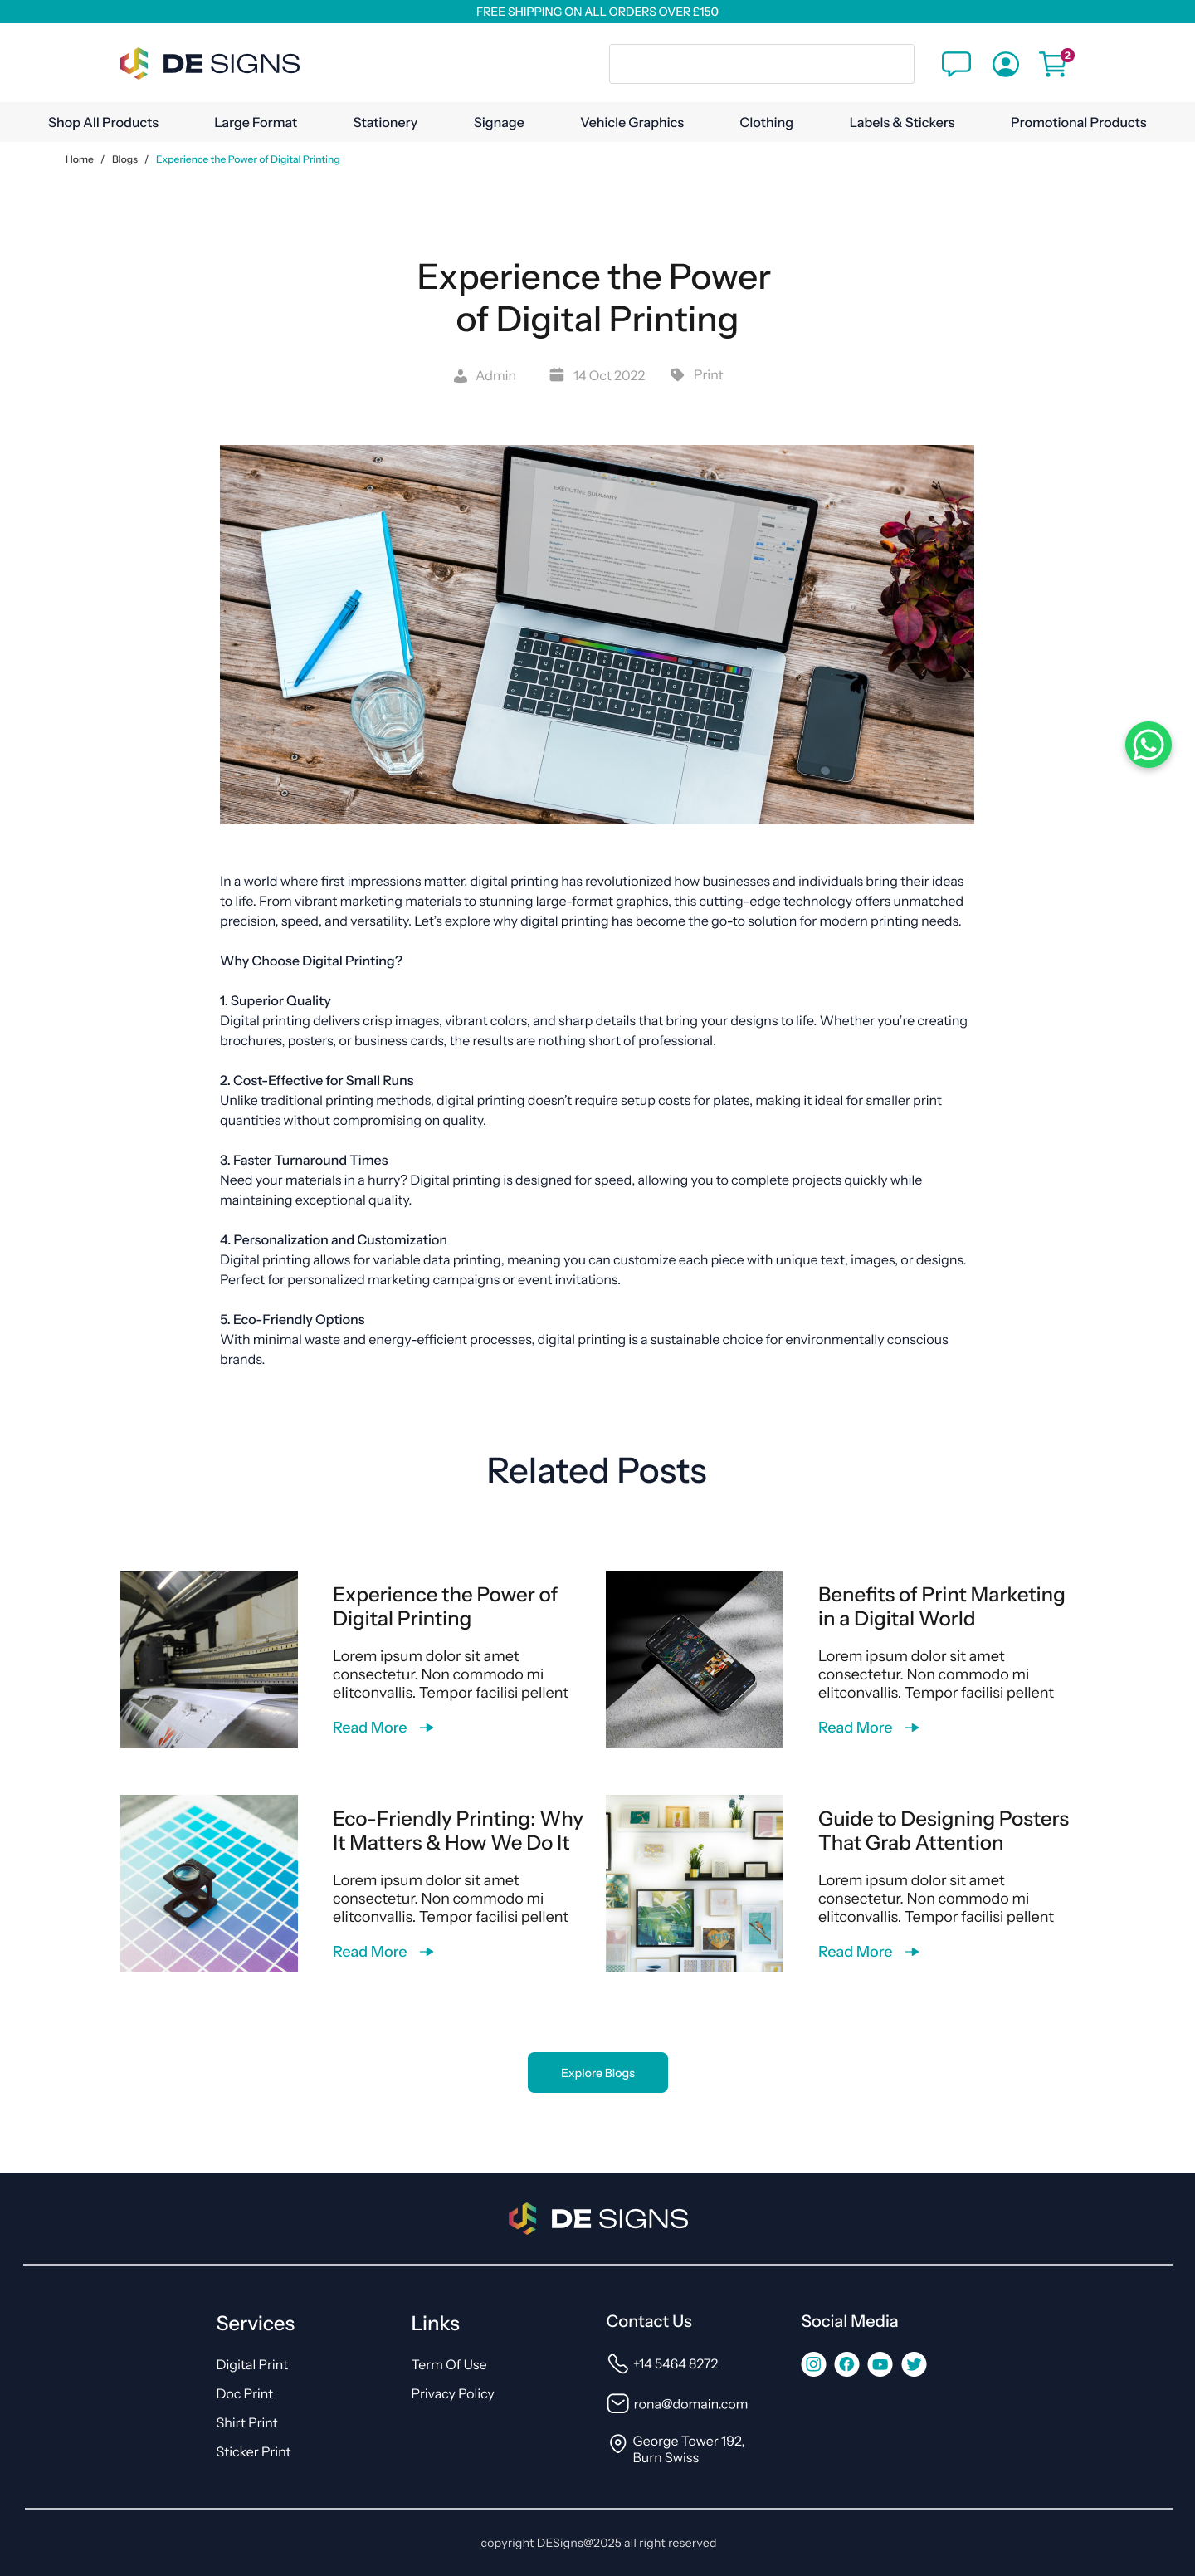 FREE SHIPPING ON ALL ORDERS OVER £150
DE SIGNS
2
Shop All Products Large Format Stationery Signage Vehicle Graphics Clothing Labels & Stickers Promotional Products
Home / Blogs / Experience the Power of Digital Printing
Experience the Power
of Digital Printing
Admin 14 Oct 2022 Print
EXECUTIVE SUMMARY
In a world where first impressions matter, digital printing has revolutionized how businesses and individuals bring their ideas
to life. From vibrant marketing materials to stunning large-format graphics, this cutting-edge technology offers unmatched
precision, speed, and versatility. Let's explore why digital printing has become the go-to solution for modern printing needs.
Why Choose Digital Printing?
1. Superior Quality
Digital printing delivers crisp images, vibrant colors, and sharp details that bring your designs to life. Whether you're creating
brochures, posters, or business cards, the results are nothing short of professional.
2. Cost-Effective for Small Runs
Unlike traditional printing methods, digital printing doesn't require setup costs for plates, making it ideal for smaller print
quantities without compromising on quality.
3. Faster Turnaround Times
Need your materials in a hurry? Digital printing is designed for speed, allowing you to complete projects quickly while
maintaining exceptional quality.
4. Personalization and Customization
Digital printing allows for variable data printing, meaning you can customize each piece with unique text, images, or designs.
Perfect for personalized marketing campaigns or event invitations.
5. Eco-Friendly Options
With minimal waste and energy-efficient processes, digital printing is a sustainable choice for environmentally conscious
brands.
Related Posts
Experience the Power of
Digital Printing
Lorem ipsum dolor sit amet
consectetur. Non commodo mi
elitconvallis. Tempor facilisi pellent
Read More
Benefits of Print Marketing
in a Digital World
Lorem ipsum dolor sit amet
consectetur. Non commodo mi
elitconvallis. Tempor facilisi pellent
Read More
Eco-Friendly Printing: Why
It Matters & How We Do It
Lorem ipsum dolor sit amet
consectetur. Non commodo mi
elitconvallis. Tempor facilisi pellent
Read More
Guide to Designing Posters
That Grab Attention
Lorem ipsum dolor sit amet
consectetur. Non commodo mi
elitconvallis. Tempor facilisi pellent
Read More
Explore Blogs
DE SIGNS
Services
Digital Print
Doc Print
Shirt Print
Sticker Print
Links
Term Of Use
Privacy Policy
Contact Us
+14 5464 8272
rona@domain.com
George Tower 192,
Burn Swiss
Social Media
copyright DESigns@2025 all right reserved